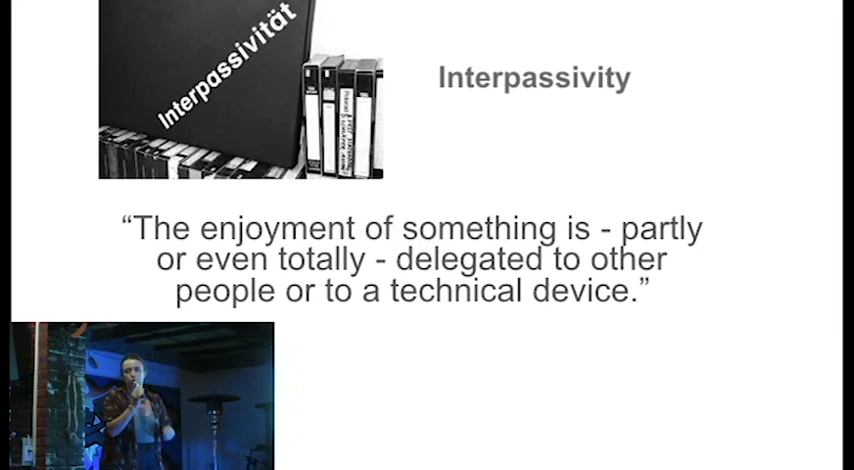 Interpassivität
Interpassivity
“The enjoyment of something is - partly
or even totally - delegated to other
people or to a technical device.”